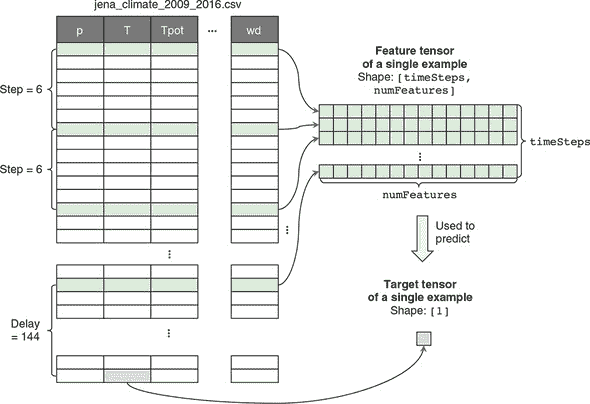 jena_climate_2009_2016.csv
p T Tpot ... wd
Step = 6
Step = 6
Delay
= 144
...
...
...
Feature tensor
of a single example
Shape: [timeSteps,
numFeatures]
...
timeSteps
numFeatures
Used to
predict
Target tensor
of a single example
Shape: [1]